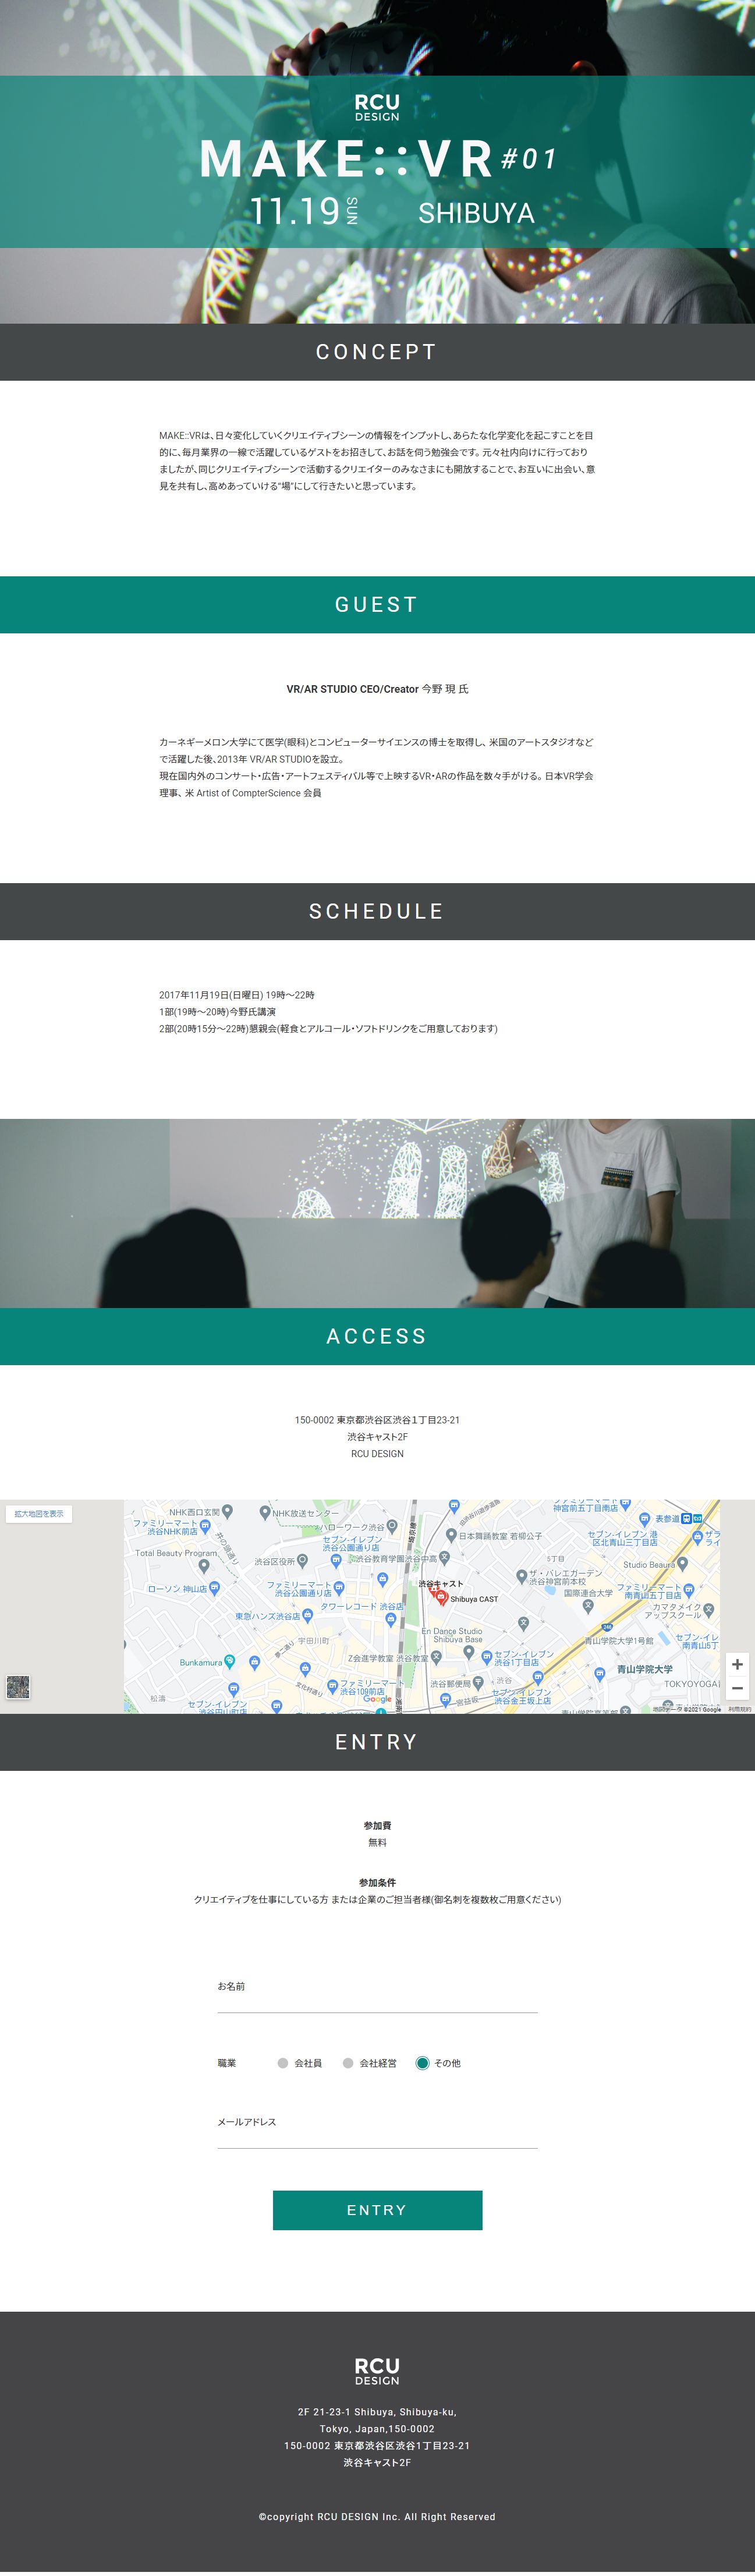 RCU
DESIGN
MAKE::VR #01
11.19 SUN SHIBUYA
CONCEPT
MAKE::VRは、日々変化していくクリエイティブシーンの情報をインプットし、あらたな化学変化を起こすことを目
的に、毎月業界の一線で活躍しているゲストをお招きして、お話を伺う勉強会です。元々社内向けに行っており
ましたが、同じクリエイティブシーンで活動するクリエイターのみなさまにも開放することで、お互いに出会い、意
見を共有し、高めあっていける“場”にして行きたいと思っています。
GUEST
VR/AR STUDIO CEO/Creator 今野 現 氏
カーネギーメロン大学にて医学(眼科)とコンピューターサイエンスの博士を取得し、米国のアートスタジオなど
で活躍した後、2013年 VR/AR STUDIOを設立。
現在国内外のコンサート・広告・アートフェスティバル等で上映するVR・ARの作品を数々手がける。日本VR学会
理事、米 Artist of CompterScience 会員
SCHEDULE
2017年11月19日(日曜日) 19時〜22時
1部(19時〜20時)今野氏講演
2部(20時15分〜22時)懇親会(軽食とアルコール・ソフトドリンクをご用意しております)
ACCESS
150-0002 東京都渋谷区渋谷１丁目23-21
渋谷キャスト2F
RCU DESIGN
拡大地図を表示
NHK西口玄関
NHK放送センター
ファミリーマート
渋谷NHK前店
ハローワーク渋谷
セブン-イレブン
渋谷公園通り店
神宮前五丁目南店
表参道
セブン-イレブン 港
区北青山三丁目店
日本舞踊教室 若柳公子
井の頭通り
Total Beauty Program
渋谷区役所
渋谷教育学園渋谷中高
5丁目
Studio Beaura
ザ・バレエガーデン
渋谷神宮前本校
ローソン 神山店
ファミリーマート
渋谷公園通り店
渋谷キャスト
Shibuya CAST
国際連合大学
ファミリーマート
南青山五丁目店
タワーレコード 渋谷店
東急ハンズ渋谷店
カマタメイク
アップスクール
En Dance Studio
Shibuya Base
宇田川町
246
青山学院大学1号館
セブン-イレ
南青山5丁
Z会進学教室 渋谷教室
セブン-イレブン
渋谷1丁目店
Bunkamura
青山学院大学
文化村通り
ファミリーマート
渋谷109前店
渋谷郵便局
渋谷
松濤
Google
宮益坂
セブン-イレブン
渋谷円山町店
セブン-イレブン
渋谷金王坂上店
TOKYOYOGA
地図データ ©2021 Google
利用規約
ENTRY
参加費
無料
参加条件
クリエイティブを仕事にしている方 または企業のご担当者様(御名刺を複数枚ご用意ください)
お名前
職業 会社員 会社経営 その他
メールアドレス
ENTRY
RCU
DESIGN
2F 21-23-1 Shibuya, Shibuya-ku,
Tokyo, Japan,150-0002
150-0002 東京都渋谷区渋谷1丁目23-21
渋谷キャスト2F
©copyright RCU DESIGN Inc. All Right Reserved